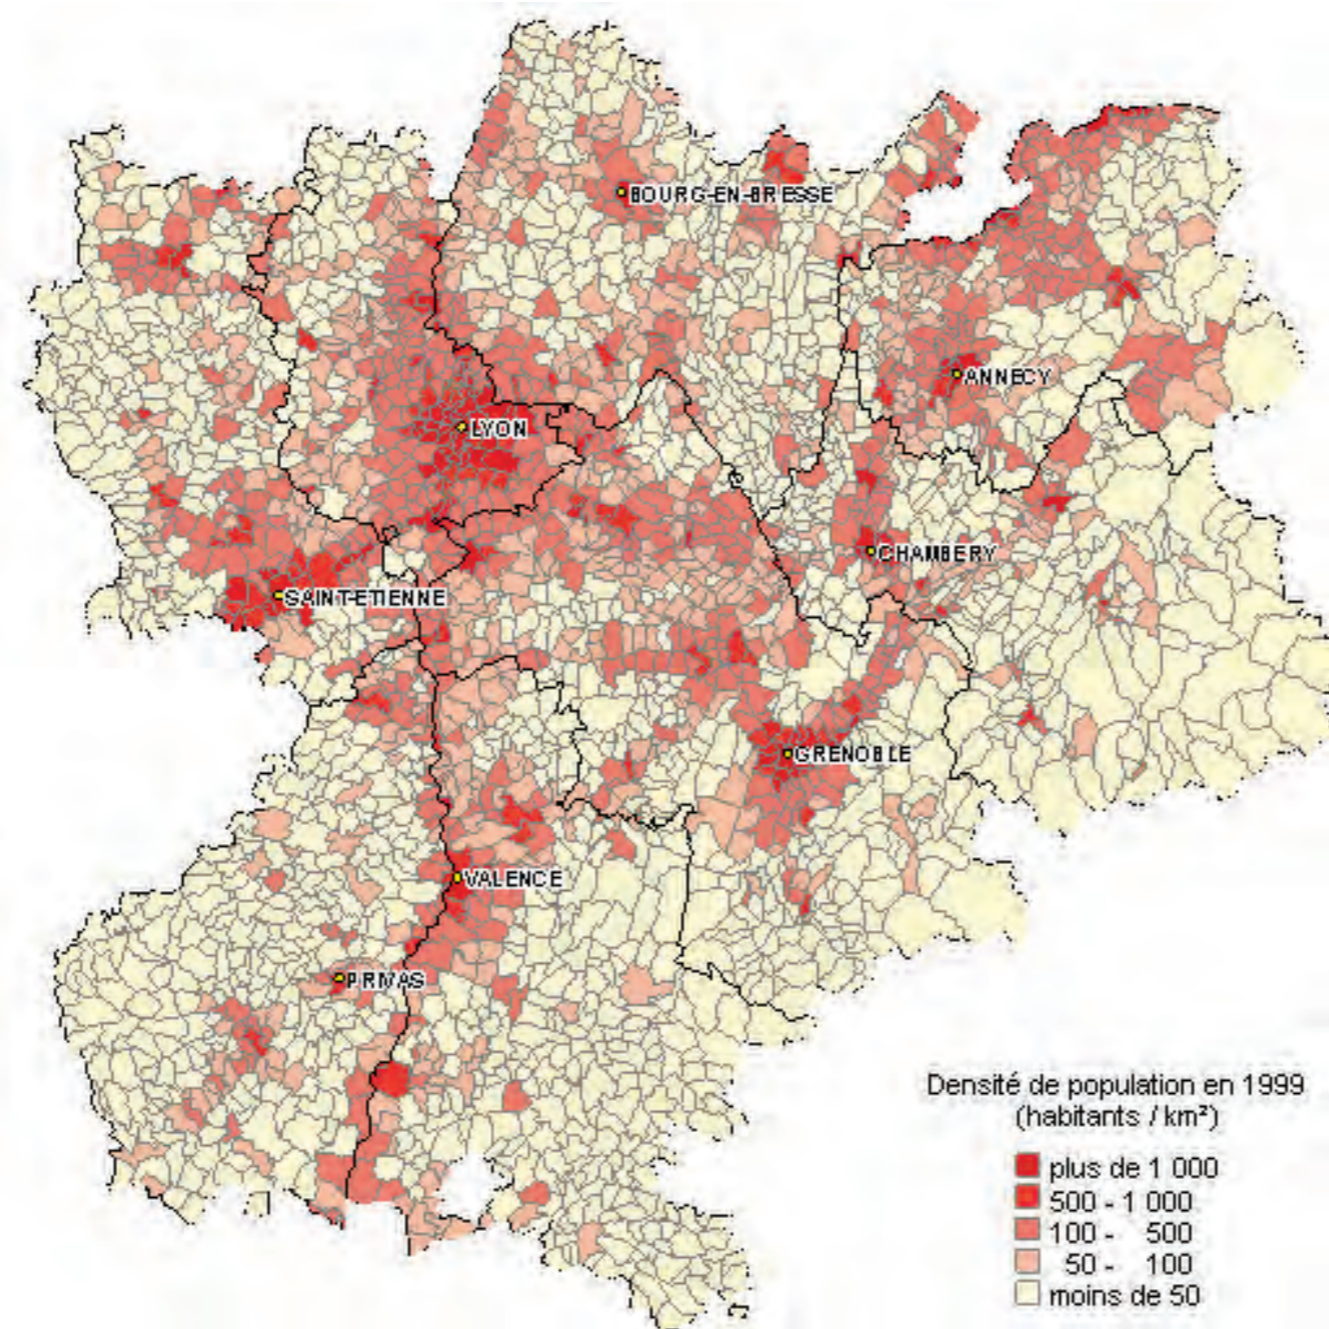 BOURG-EN-BRESSE
ANNECY
LYON
CHAMBERY
SAINT-ETIENNE
GRENOBLE
VALENCE
PRIVAS
Densité de population en 1999
(habitants / km²)
plus de 1 000
500 - 1 000
100 - 500
50 - 100
moins de 50